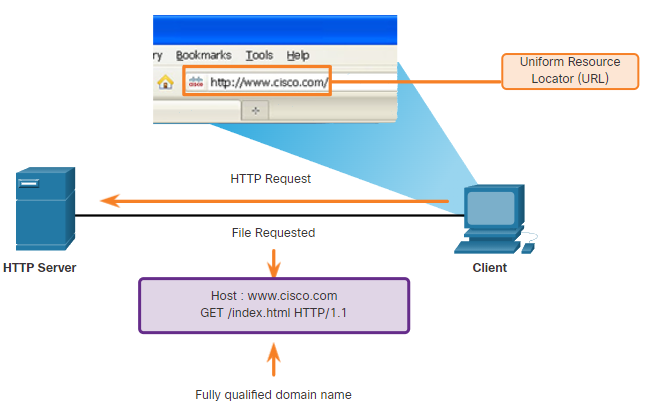 ry Bookmarks Tools Help
http://www.cisco.com/
Uniform Resource
Locator (URL)
HTTP Request
File Requested
HTTP Server
Client
Host : www.cisco.com
GET /index.html HTTP/1.1
Fully qualified domain name